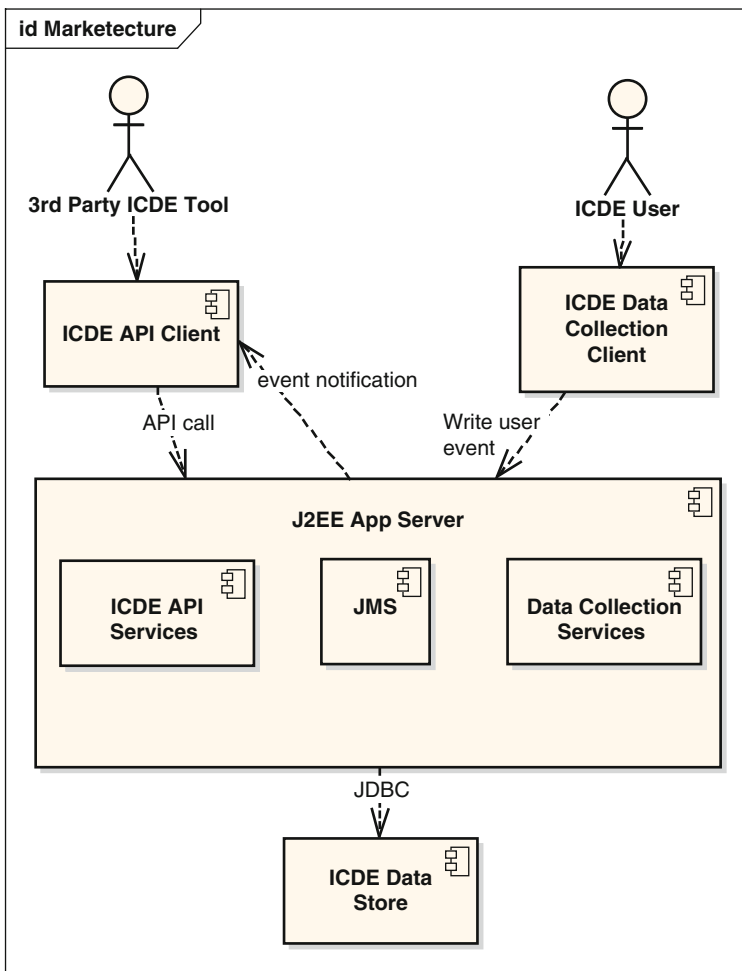 id Marketecture
3rd Party ICDE Tool
ICDE User
ICDE API Client
ICDE Data
Collection
Client
event notification
API call
Write user
event
J2EE App Server
ICDE API
Services
JMS
Data Collection
Services
JDBC
ICDE Data
Store